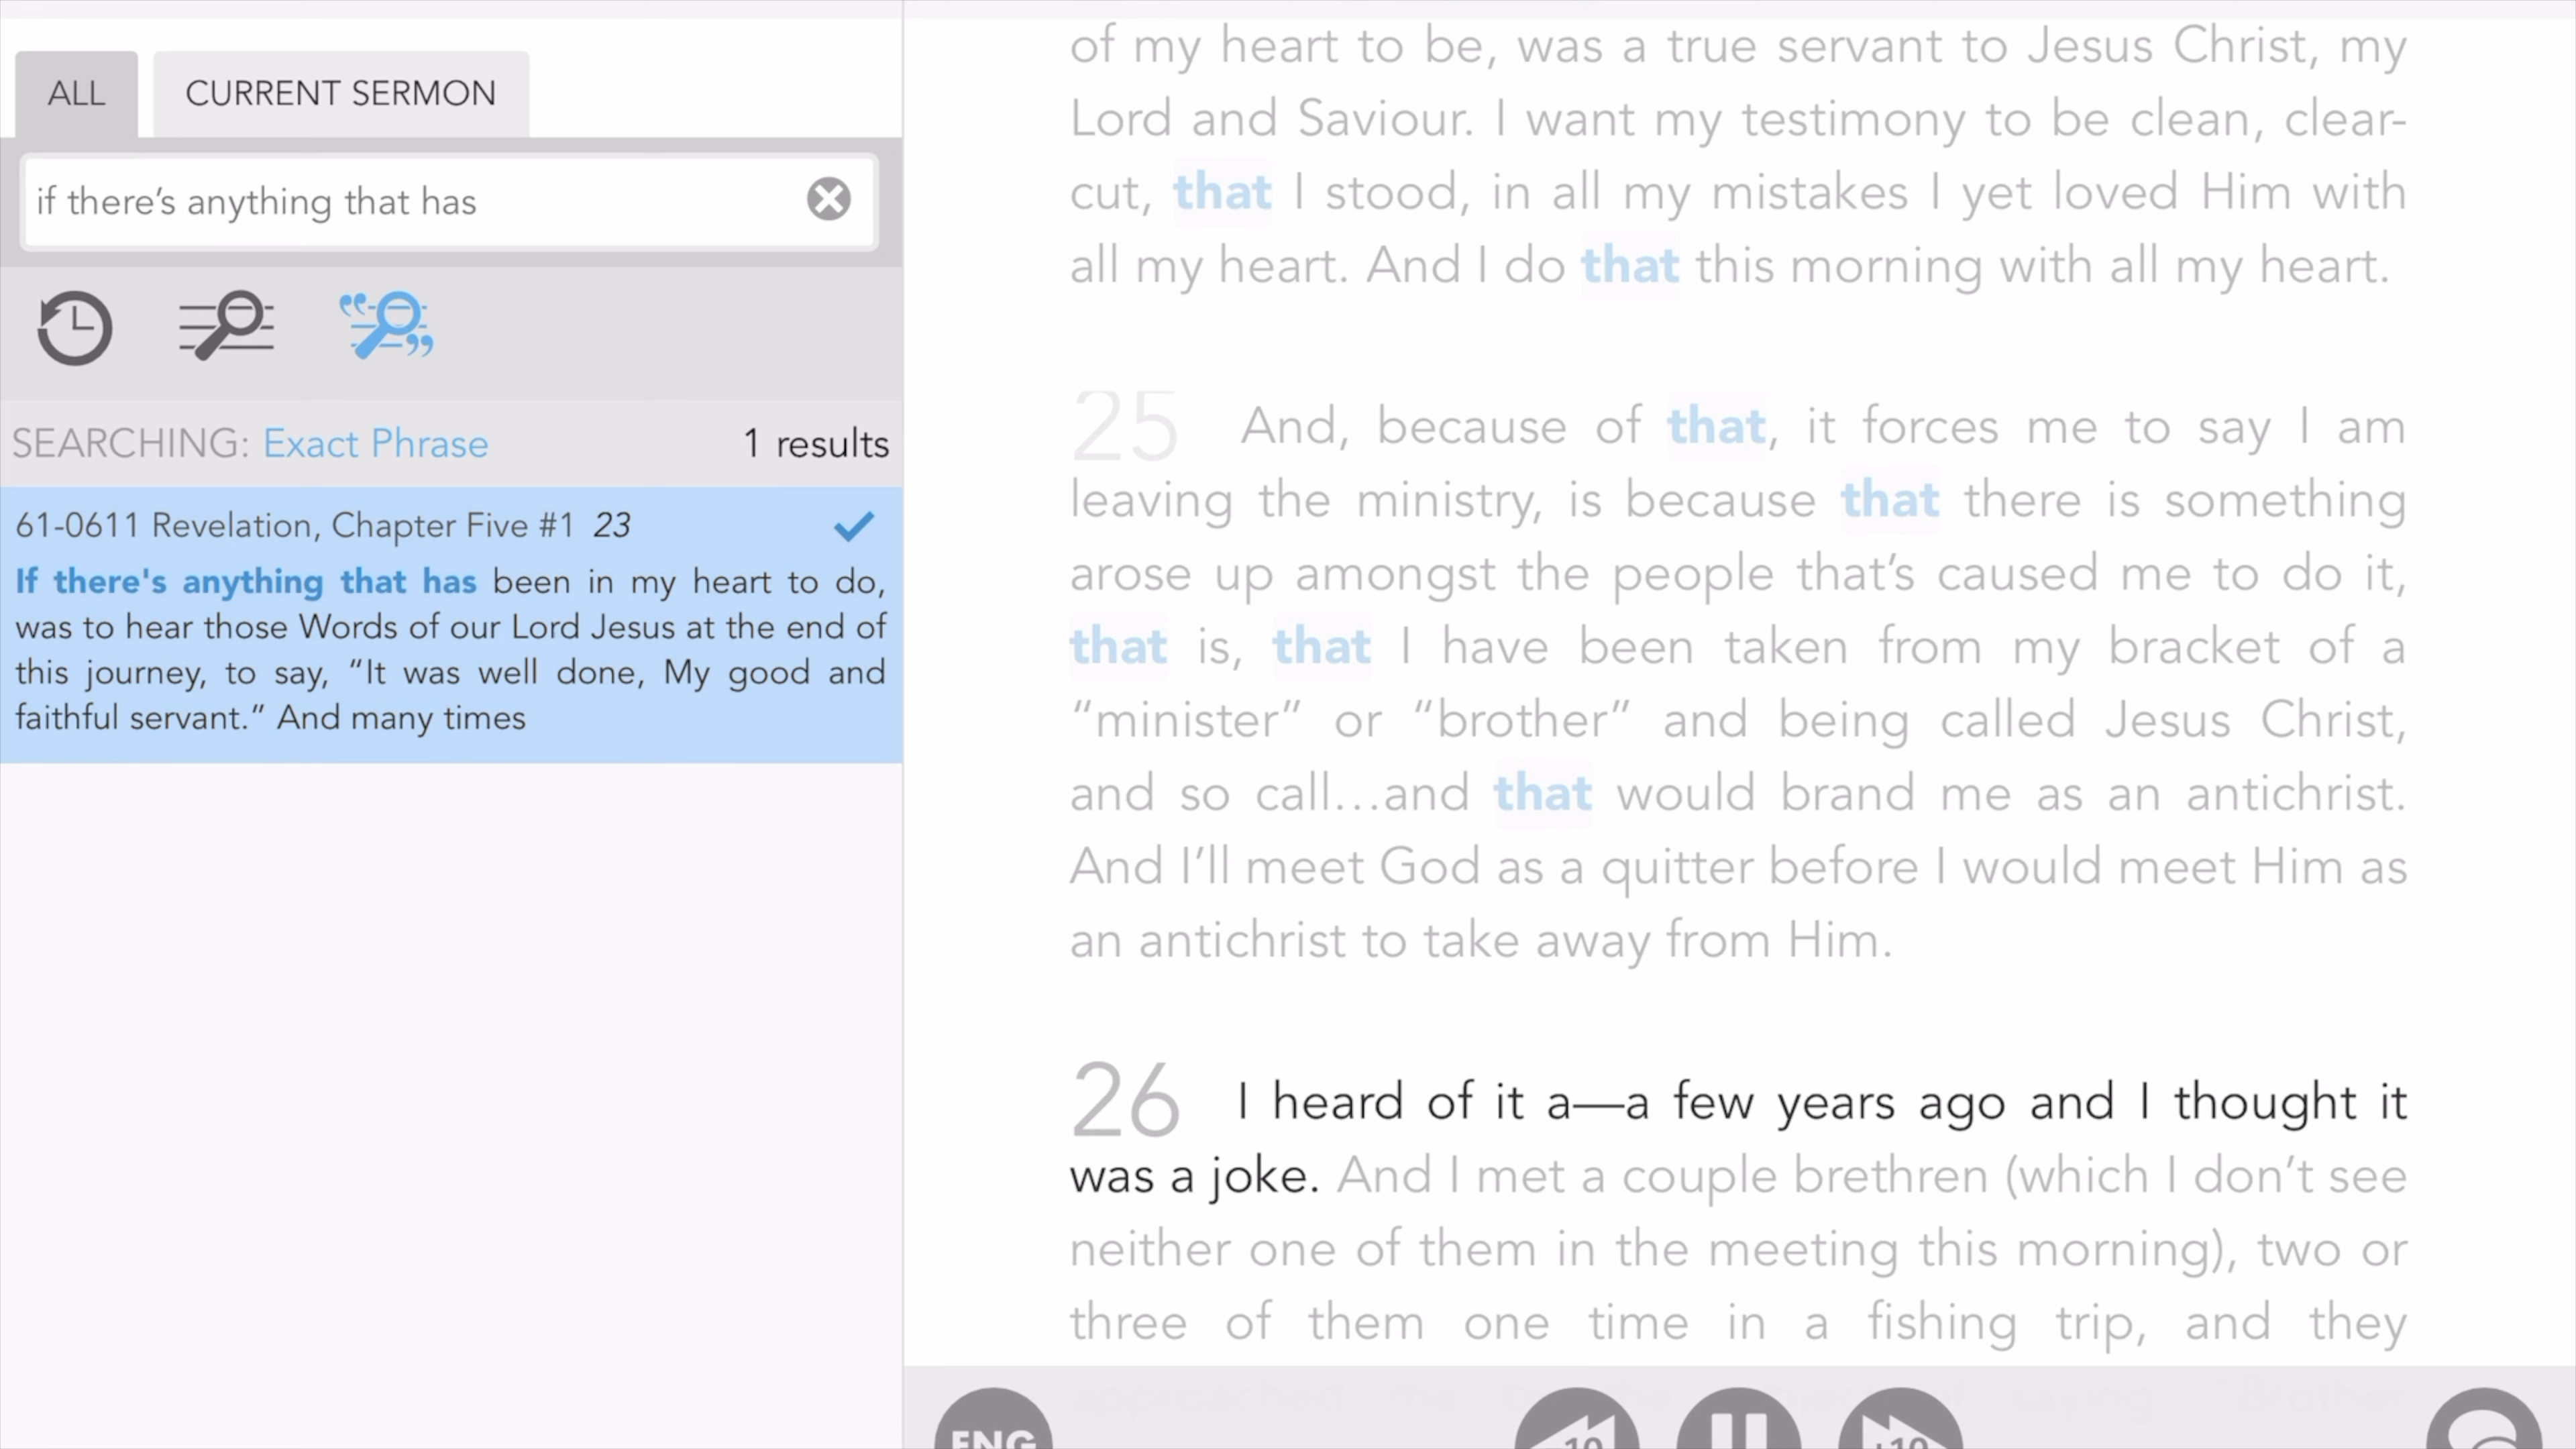 ALL
CURRENT SERMON
if there’s anything that has
SEARCHING: Exact Phrase
1 results
61-0611 Revelation, Chapter Five #1 23
If there's anything that has been in my heart to do,
was to hear those Words of our Lord Jesus at the end of
this journey, to say, “It was well done, My good and
faithful servant.” And many times
of my heart to be, was a true servant to Jesus Christ, my
Lord and Saviour. I want my testimony to be clean, clear-
cut, that I stood, in all my mistakes I yet loved Him with
all my heart. And I do that this morning with all my heart.
25 And, because of that, it forces me to say I am
leaving the ministry, is because that there is something
arose up amongst the people that’s caused me to do it,
that is, that I have been taken from my bracket of a
“minister” or “brother” and being called Jesus Christ,
and so call…and that would brand me as an antichrist.
And I’ll meet God as a quitter before I would meet Him as
an antichrist to take away from Him.
26 I heard of it a—a few years ago and I thought it
was a joke. And I met a couple brethren (which I don’t see
neither one of them in the meeting this morning), two or
three of them one time in a fishing trip, and they
approached me saying “Brother
ENG
-10
+10